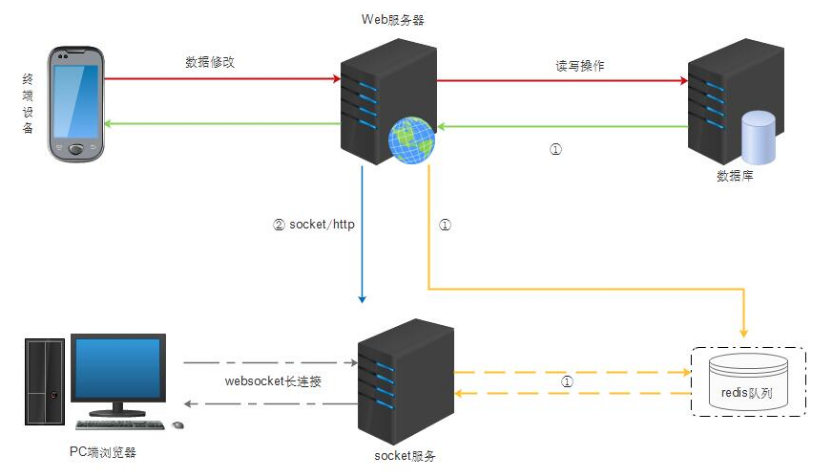 Web服务器
终端设备
数据修改
读写操作
①
数据库
② socket/http
①
websocket长连接
①
redis队列
PC端浏览器
socket服务